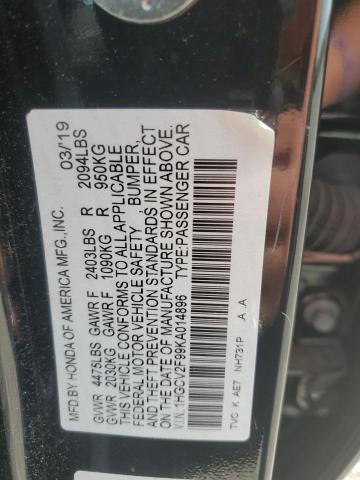 MFD.BY HONDA OF AMERICA MFG.,INC. 03/19
GVWR 4475LBS GAWR F 2403LBS R 2094LBS
GVWR 2030KG GAWR F 1090KG R 950KG
THIS VEHICLE CONFORMS TO ALL APPLICABLE
FEDERAL MOTOR VEHICLE SAFETY , BUMPER,
!THEFT PREVENTION STANDARDS IN EFFECT
ON THE DATE OF MANUFACTURE SHOWN ABOVE.
V.I.N.:1HGCV2F99KA014896 TYPE:PASSENGER CAR
TVC K AE7 NH731P A A